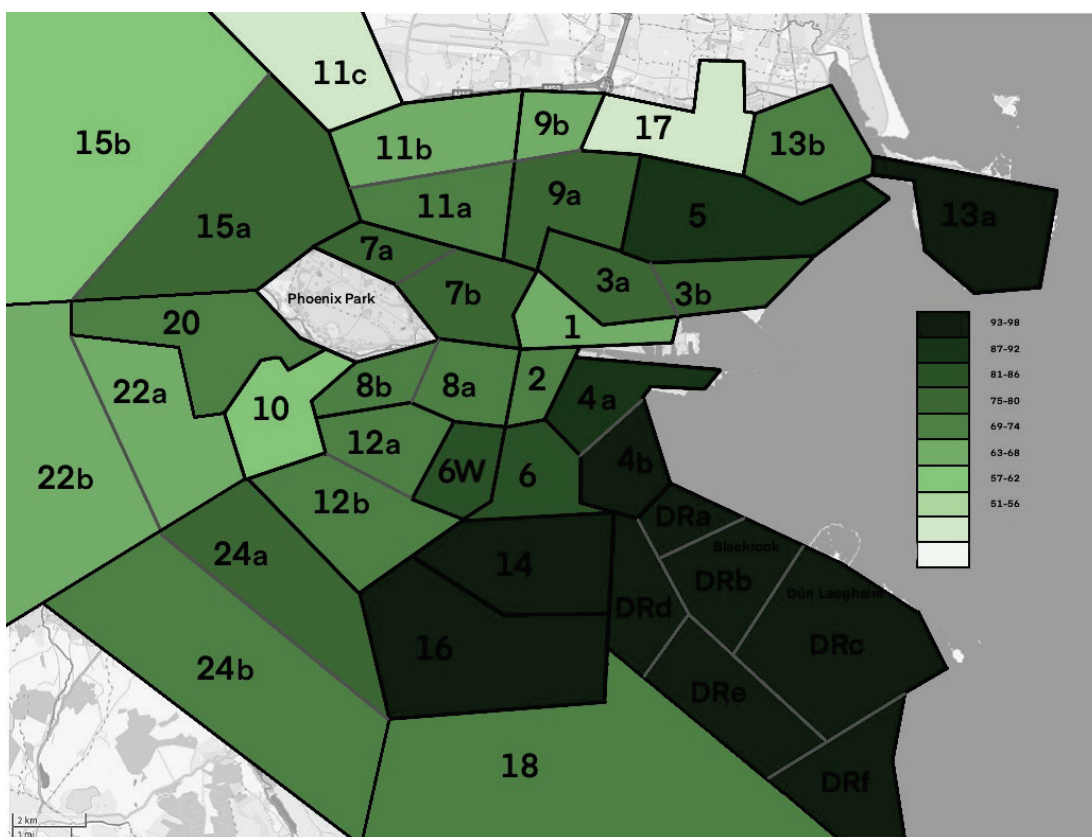 11c
17
9b
15b
13b
11b
9a
11a
5
13a
15a
7a
3a
Phoenix Park
7b
3b
20
1
93-98
87-92
81-86
75-80
69-74
63-68
57-62
51-56
2
8b
8a
22a
10
4a
12a
4b
22b
6W
6
12b
DRa
24a
Blackrock
14
DRb
Dún Laoghaire
DRd
16
DRc
24b
DRe
18
DRf
2 km
1 mi